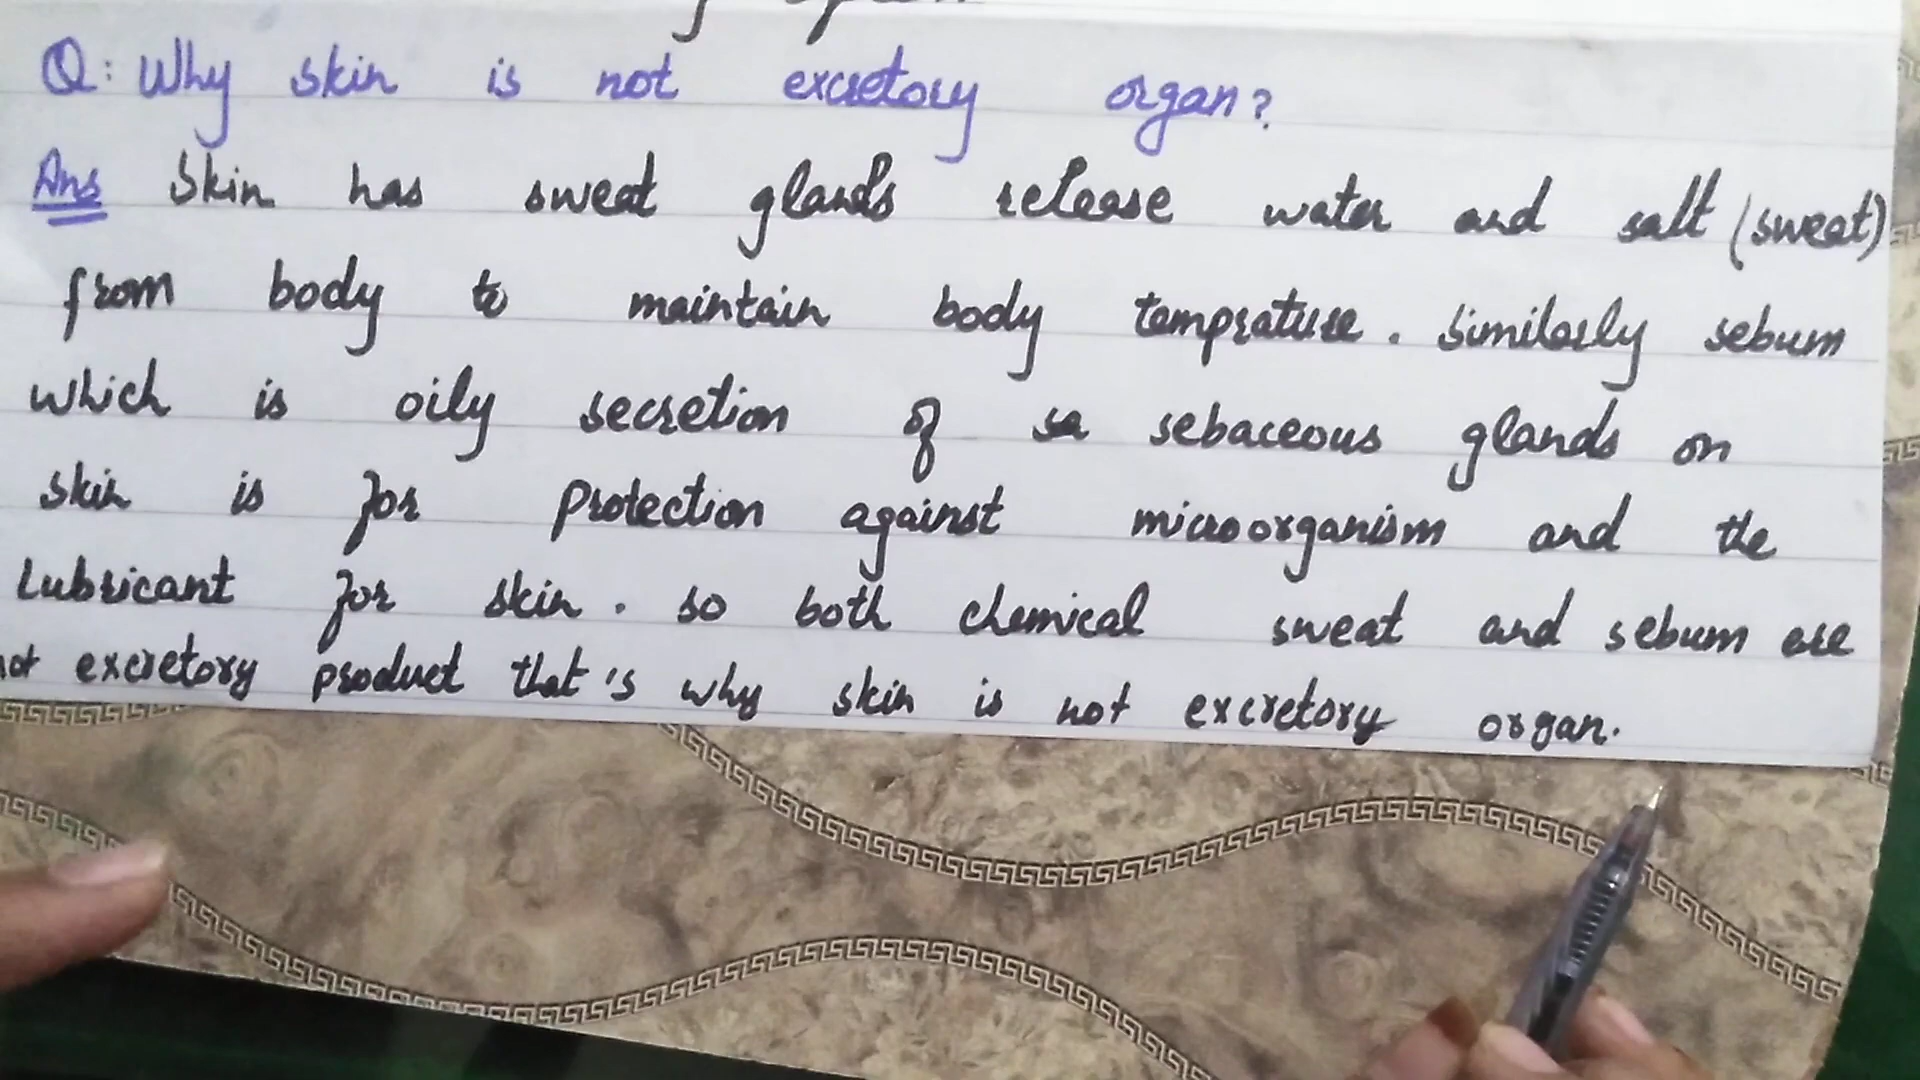 Q: Why skin is not excretory organ?
Ans Skin has sweat glands release water and salt (sweat)
from body to maintain body temprature. Similarly sebum
which is oily secretion of sa sebaceous glands on
skin is for protection against microorganism and the
Lubricant for skin. so both chemical sweat and sebum are
not excretory product that's why skin is not excretory organ.